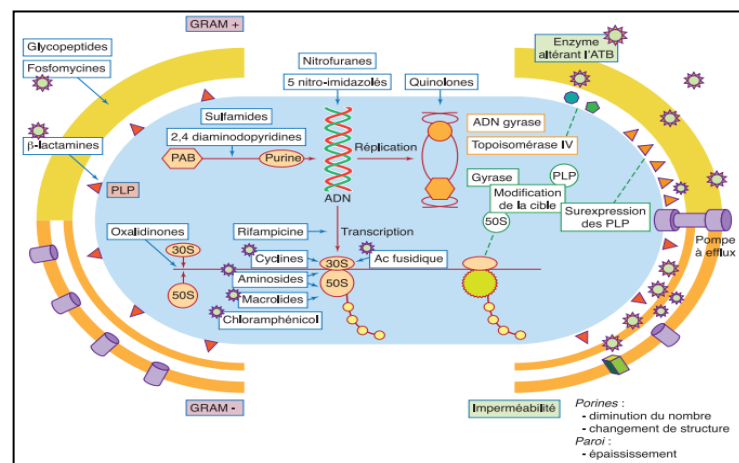 GRAM +
Glycopeptides
Fosfomycines
β-lactamines
PLP
Nitrofuranes
5 nitro-imidazolés
Quinolones
Sulfamides
2,4 diaminodopyridines
PAB
Purine
Réplication
ADN
ADN gyrase
Topoisomérase IV
Enzyme
altérant l'ATB
Gyrase
PLP
Modification
de la cible
50S
Surexpression
des PLP
Pompe
à efflux
Rifampicine
Transcription
Oxalidinones
30S
50S
Cyclines
30S
Ac fusidique
Aminosides
50S
Macrolides
Chloramphénicol
GRAM -
Imperméabilité
Porines :
- diminution du nombre
- changement de structure
Paroi :
- épaississement